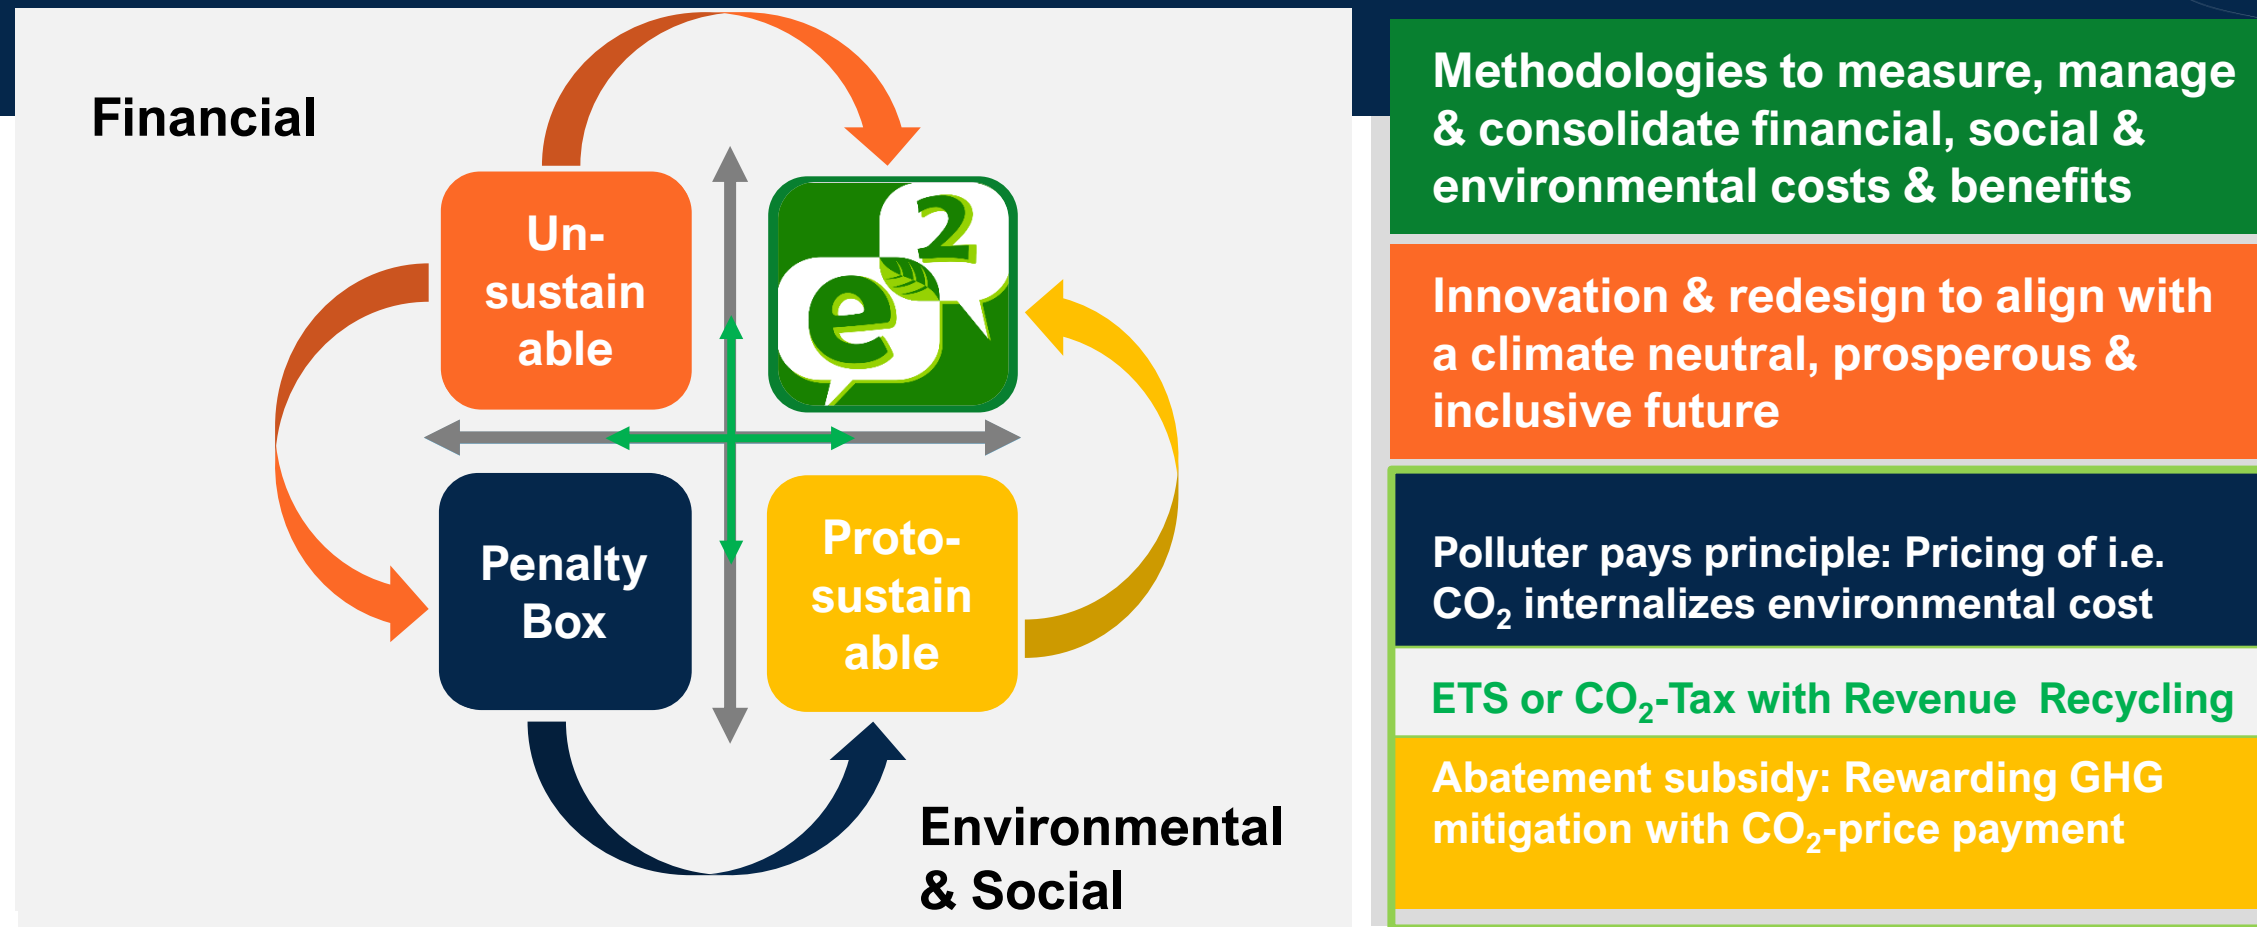 Financial
Un-
sustain
able
e2
Penalty
Box
Proto-
sustain
able
Environmental
& Social
Methodologies to measure, manage
& consolidate financial, social &
environmental costs & benefits
Innovation & redesign to align with
a climate neutral, prosperous &
inclusive future
Polluter pays principle: Pricing of i.e.
CO₂ internalizes environmental cost
ETS or CO₂-Tax with Revenue  Recycling
Abatement subsidy: Rewarding GHG
mitigation with CO₂-price payment